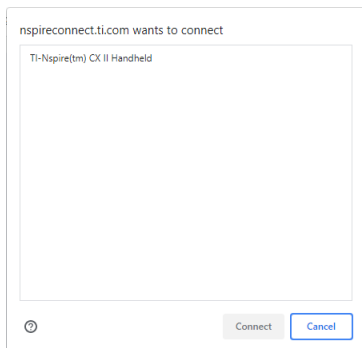 nspireconnect.ti.com wants to connect
TI-Nspire(tm) CX II Handheld
Connect
Cancel